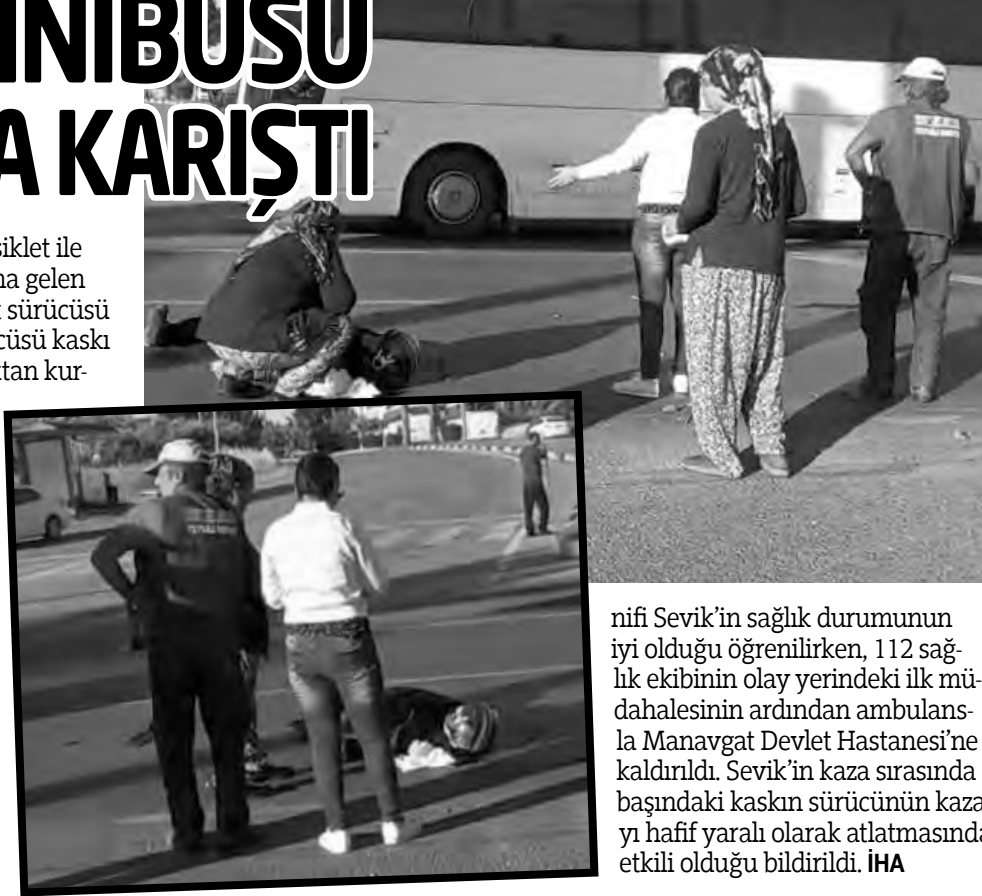 İNİBÜSÜ
A KARIŞTI
siklet ile
na gelen
t sürücüsü
cüsü kaskı
ktan kur-
nifi Sevik’in sağlık durumunun
iyi olduğu öğrenilirken, 112 sağ-
lık ekibinin olay yerindeki ilk mü-
dahalesinin ardından ambulans-
la Manavgat Devlet Hastanesi’ne
kaldırıldı. Sevik’in kaza sırasında
başındaki kaskın sürücünün kaza-
yı hafif yaralı olarak atlatmasında
etkili olduğu bildirildi. İHA